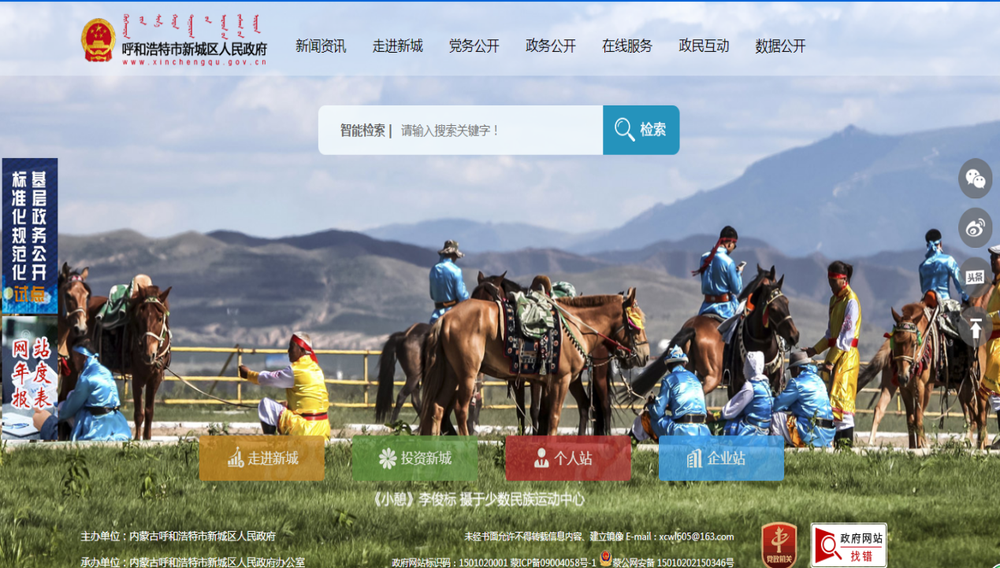 呼和浩特市新城区人民政府
www.xinchengqu.gov.cn
新闻资讯 走进新城 党务公开 政务公开 在线服务 政民互动 数据公开
智能检索 | 请输入搜索关键字！ 检索
基层政务公开
标准化规范化
试点
网站
年度
报表
头条
走进新城 投资新城 个人站 企业站
《小憩》李俊标 摄于少数民族运动中心
主办单位：内蒙古呼和浩特市新城区人民政府
未经书面允许不得转载信息内容、建立镜像 E-mail：xcwl605@163.com
承办单位：内蒙古呼和浩特市新城区人民政府办公室
政府网站标识码：1501020001 蒙ICP备09004058号-1 蒙公网安备 15010202150346号
党政机关
政府网站
找错